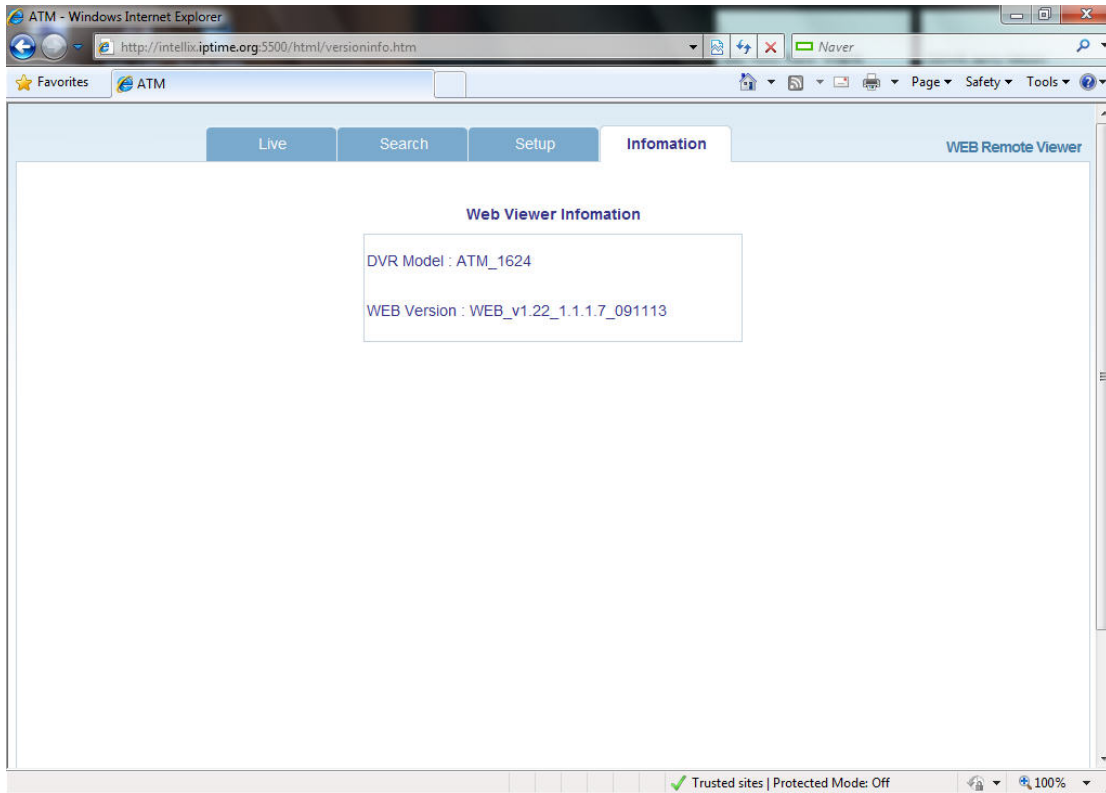 ATM - Windows Internet Explorer
http://intellix.iptime.org:5500/html/versioninfo.htm
Naver
Favorites
ATM
Page
Safety
Tools
Live
Search
Setup
Infomation
WEB Remote Viewer
Web Viewer Infomation
DVR Model : ATM_1624
WEB Version : WEB_v1.22_1.1.1.7_091113
Trusted sites | Protected Mode: Off
100%